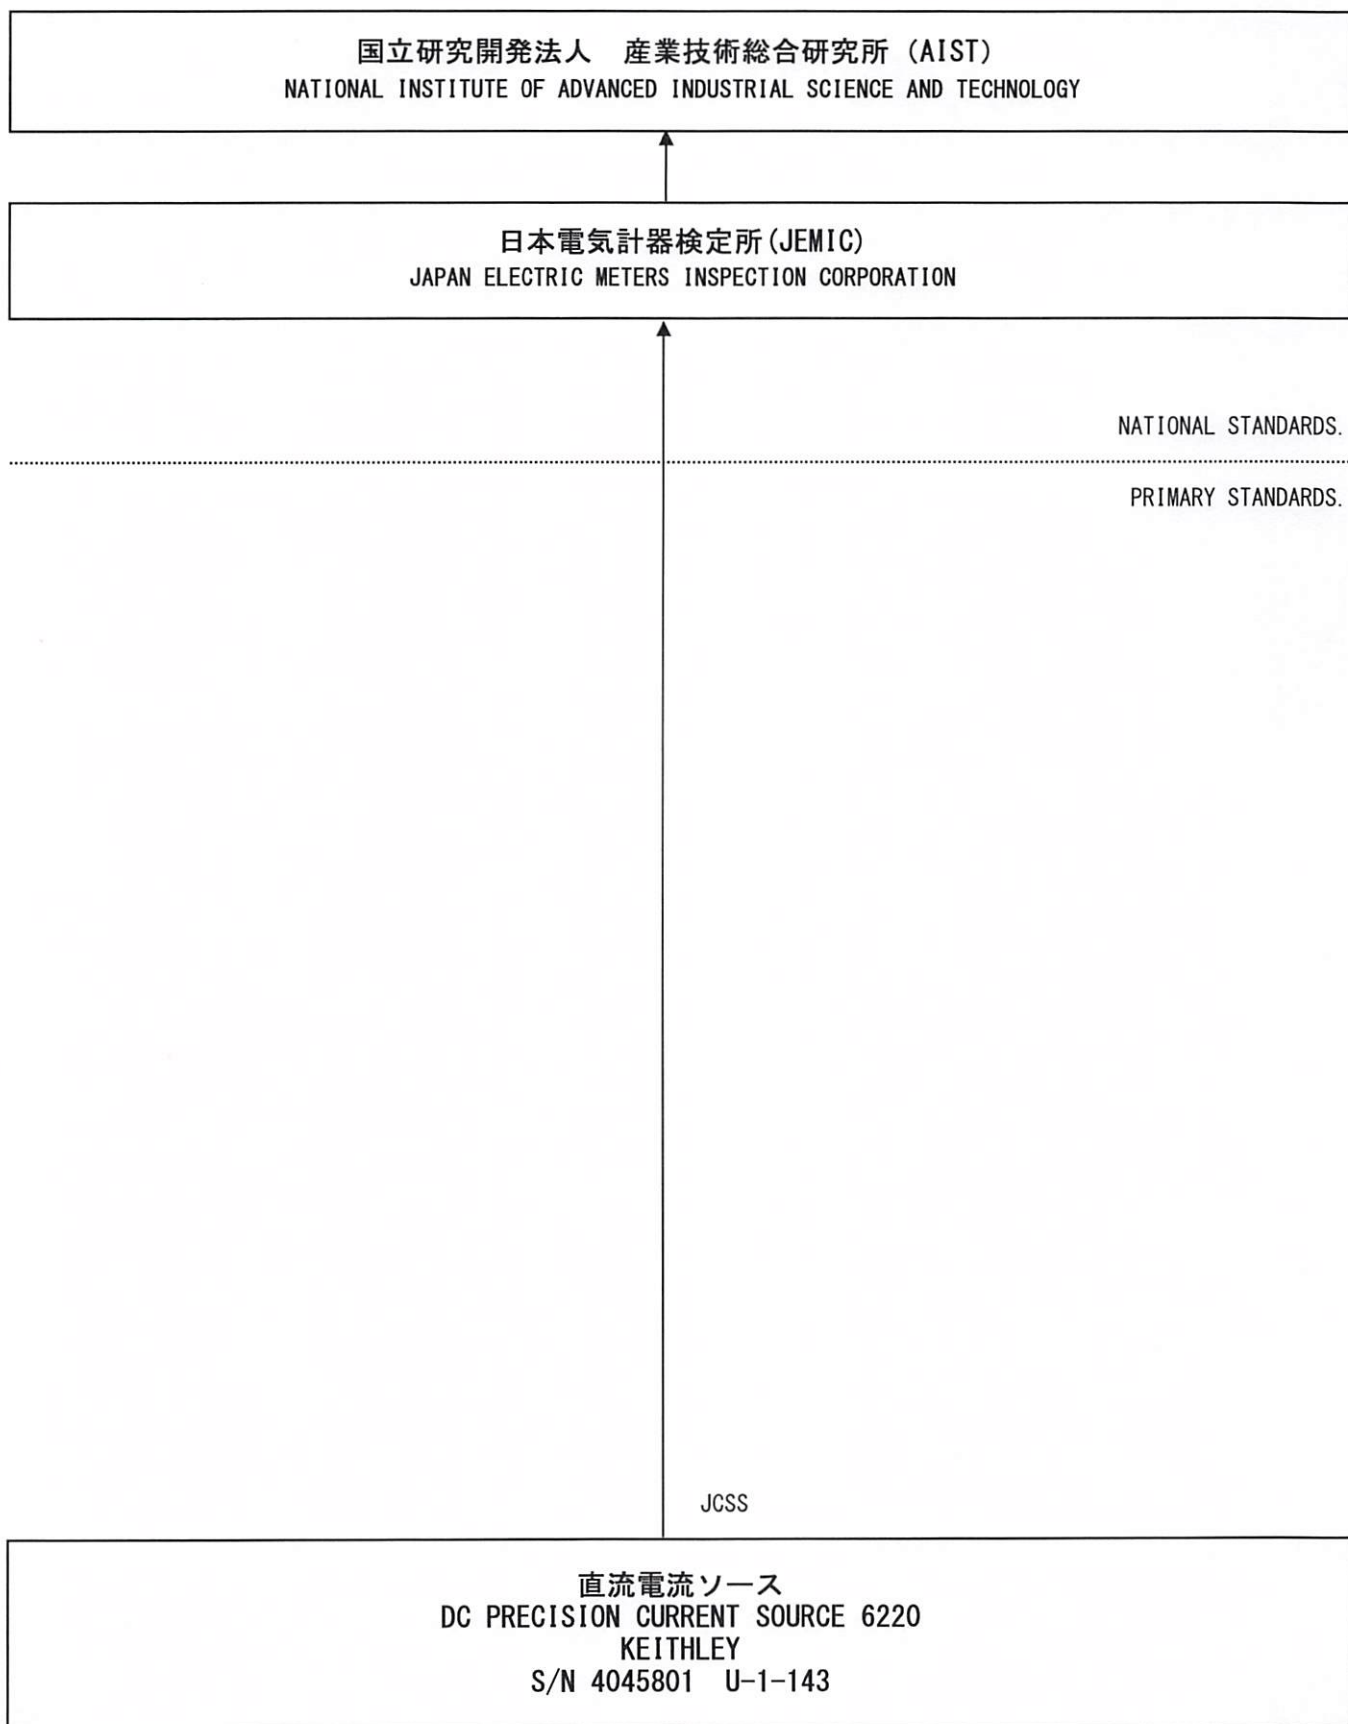 国立研究開発法人　産業技術総合研究所 (AIST)
NATIONAL INSTITUTE OF ADVANCED INDUSTRIAL SCIENCE AND TECHNOLOGY
日本電気計器検定所(JEMIC)
JAPAN ELECTRIC METERS INSPECTION CORPORATION
NATIONAL STANDARDS.
PRIMARY STANDARDS.
JCSS
直流電流ソース
DC PRECISION CURRENT SOURCE 6220
KEITHLEY
S/N 4045801　U-1-143